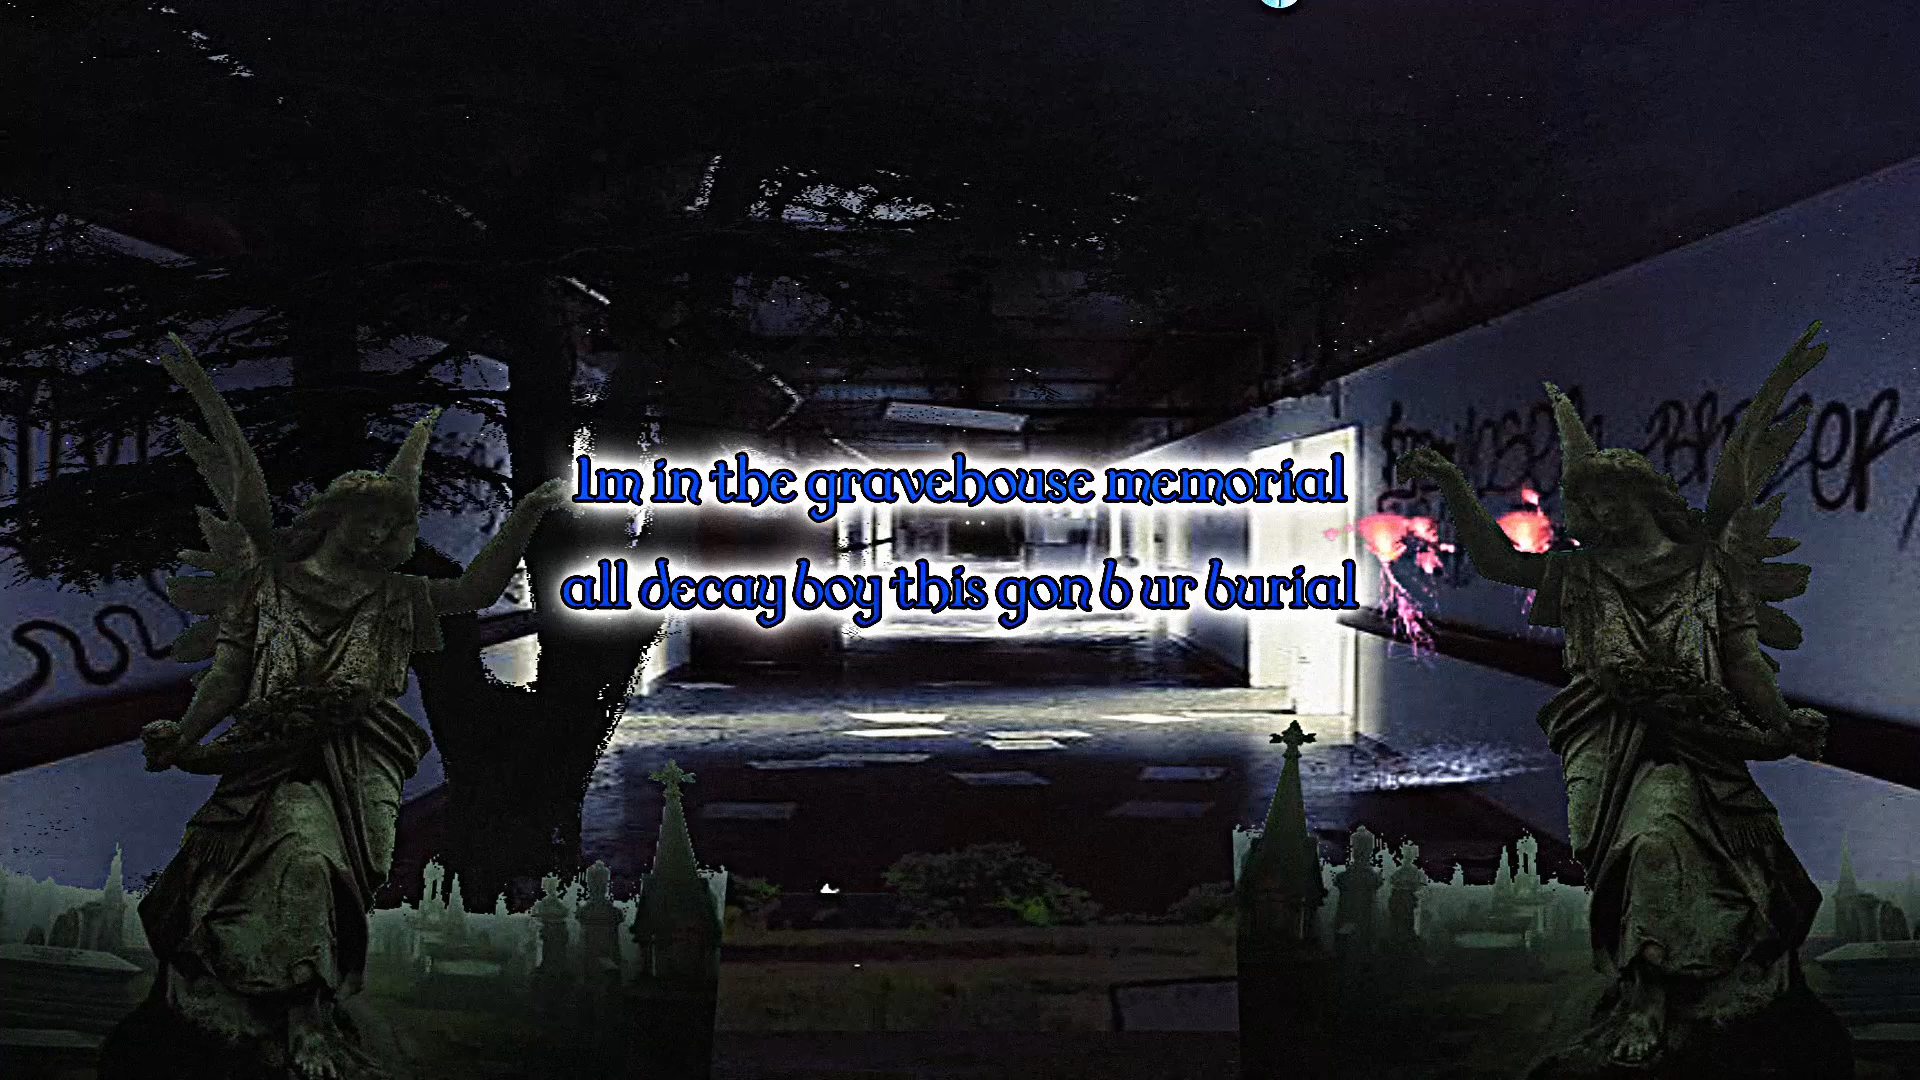 Im in the gravehouse memorial
all decay boy this gon b ur burial